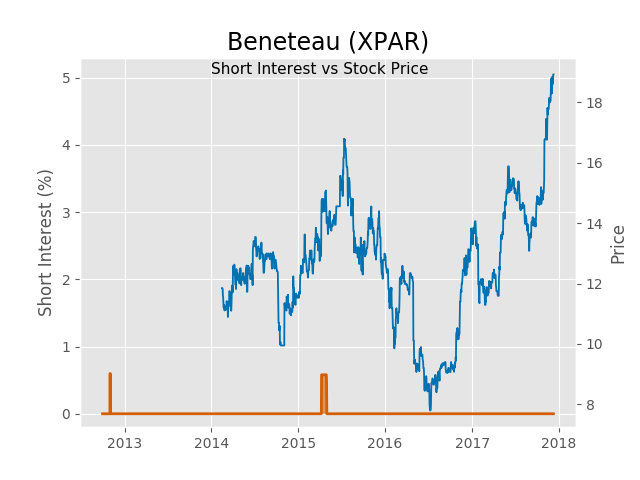 Beneteau (XPAR)
Short Interest vs Stock Price
Short Interest (%)
5
4
3
2
1
0
18
16
14
12
10
8
Price
2013 2014 2015 2016 2017 2018